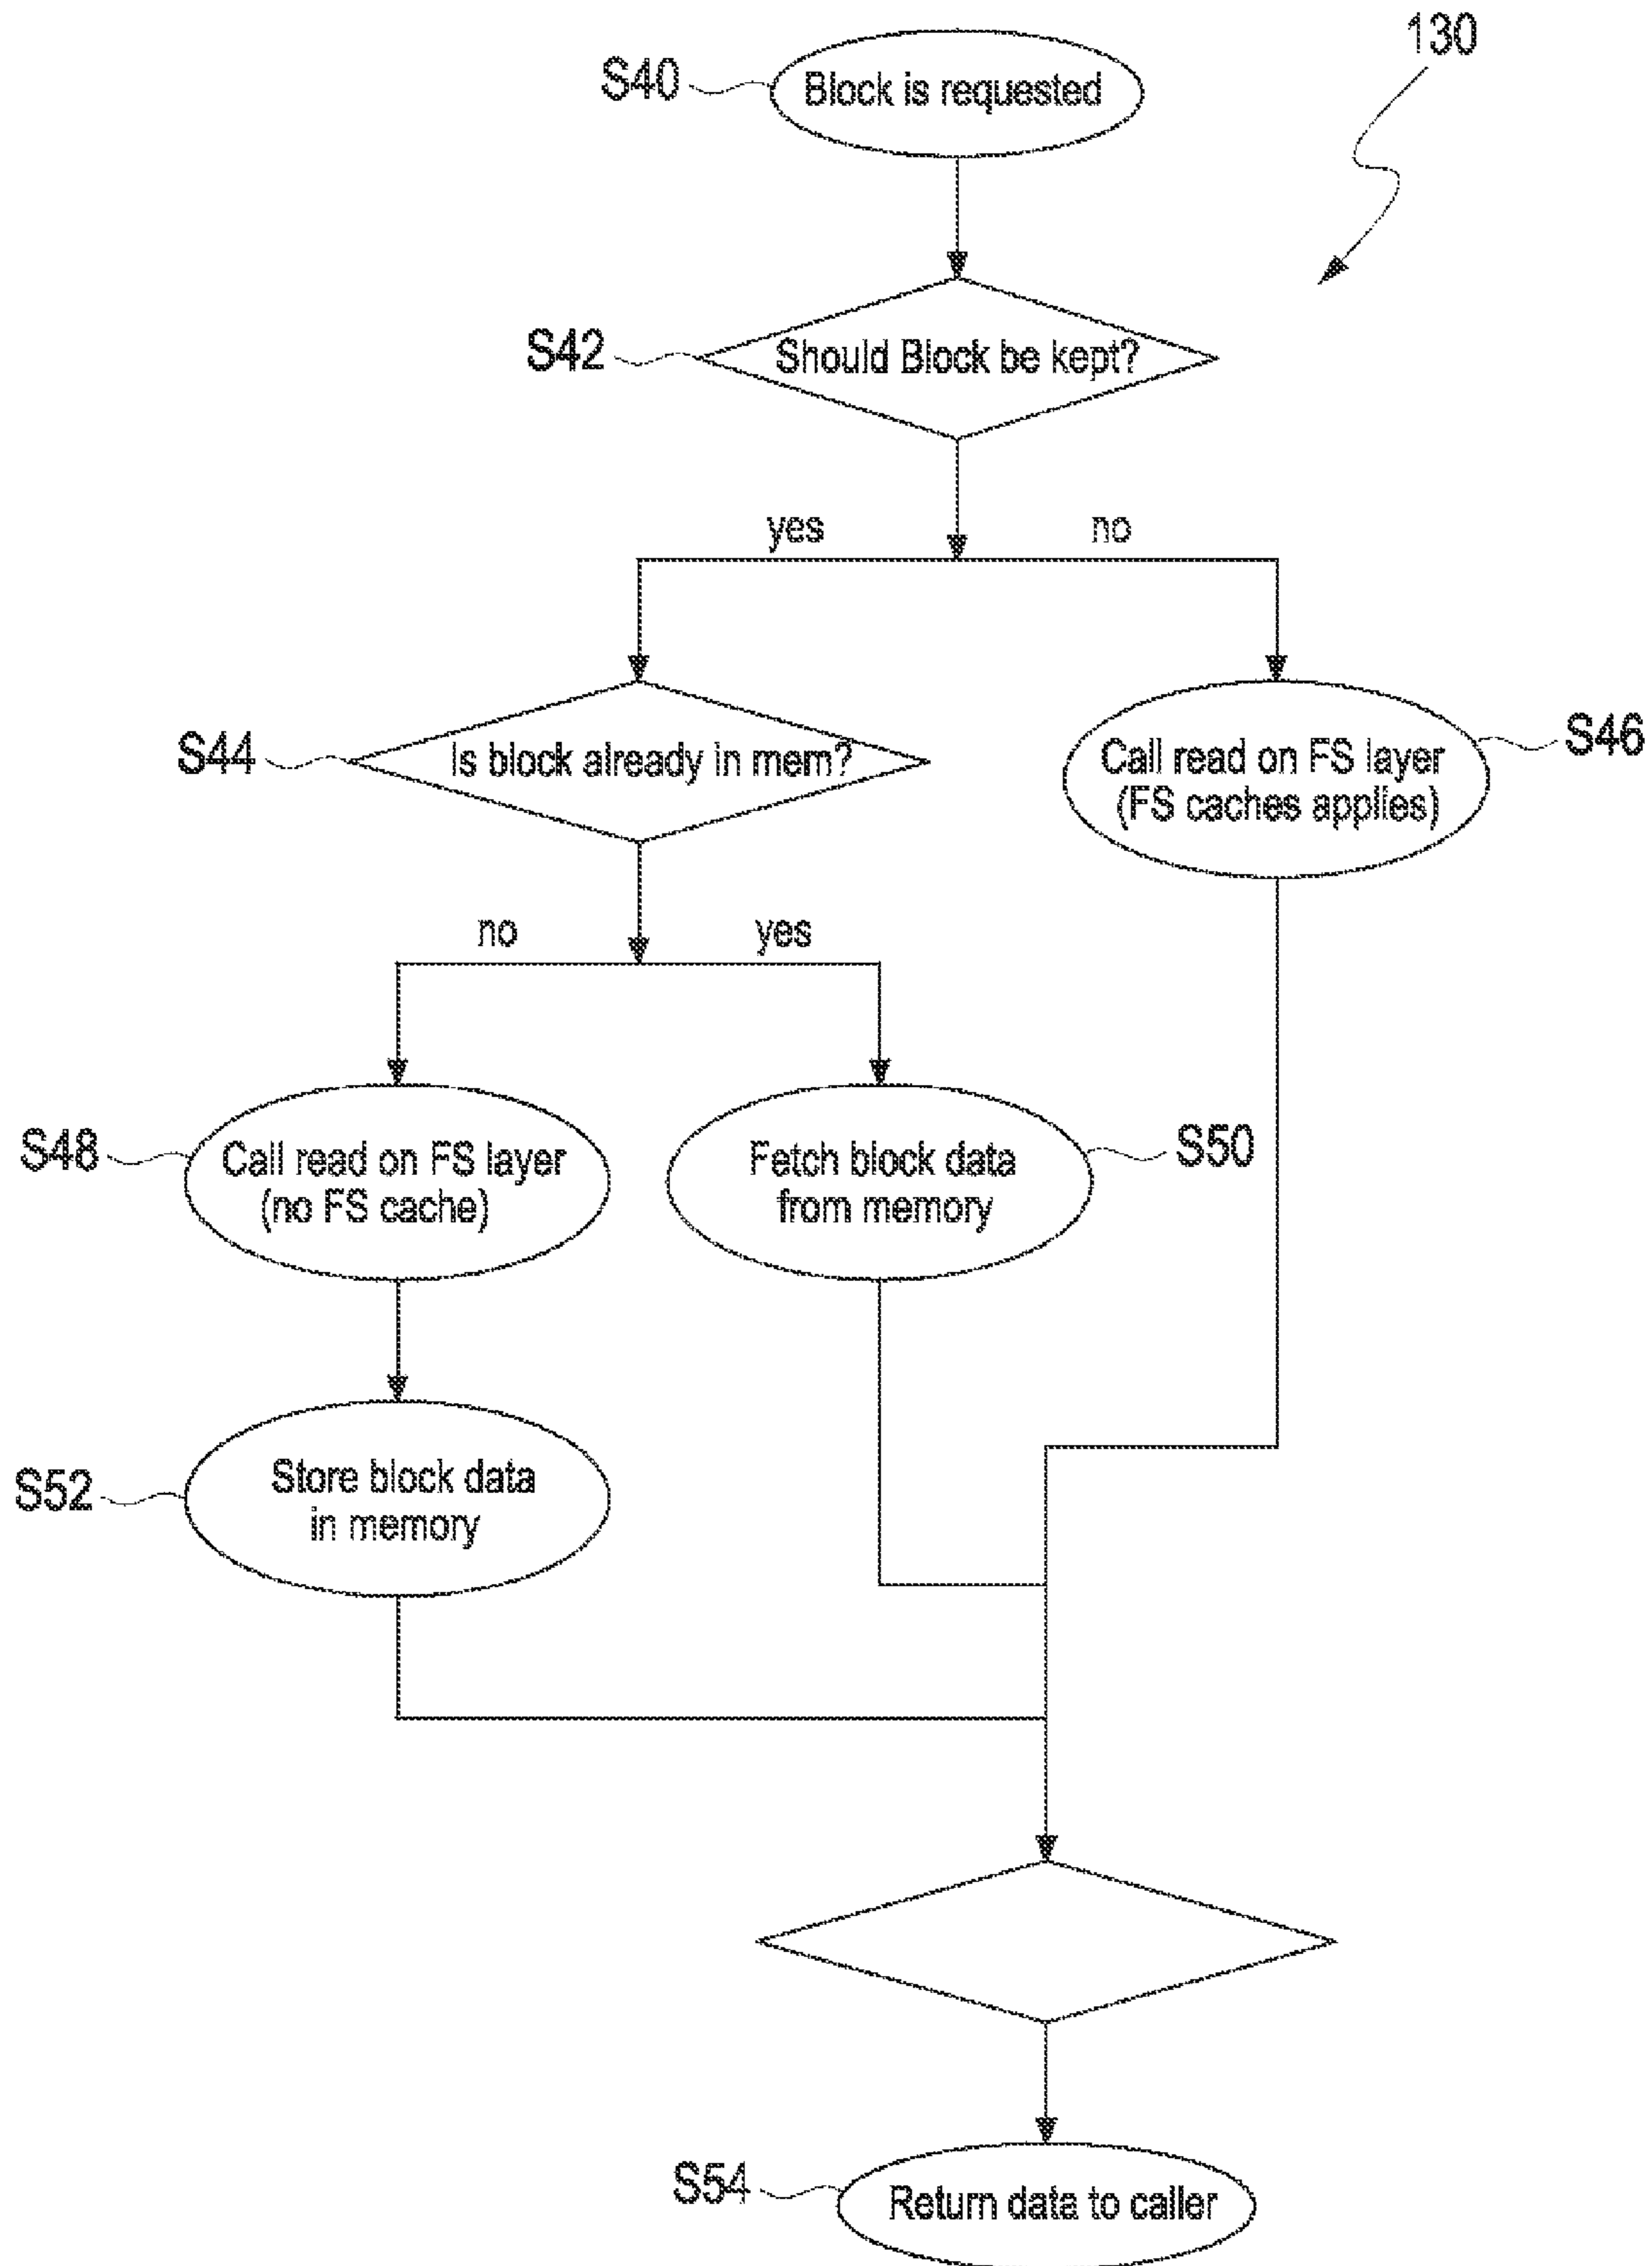 130
S40
Block is requested
S42
Should Block be kept?
yes
no
S44
Is block already in mem?
Call read on FS layer
(FS caches applies)
S46
no
yes
S48
Call read on FS layer
(no FS cache)
Fetch block data
from memory
S50
S52
Store block data
in memory
S54
Return data to caller